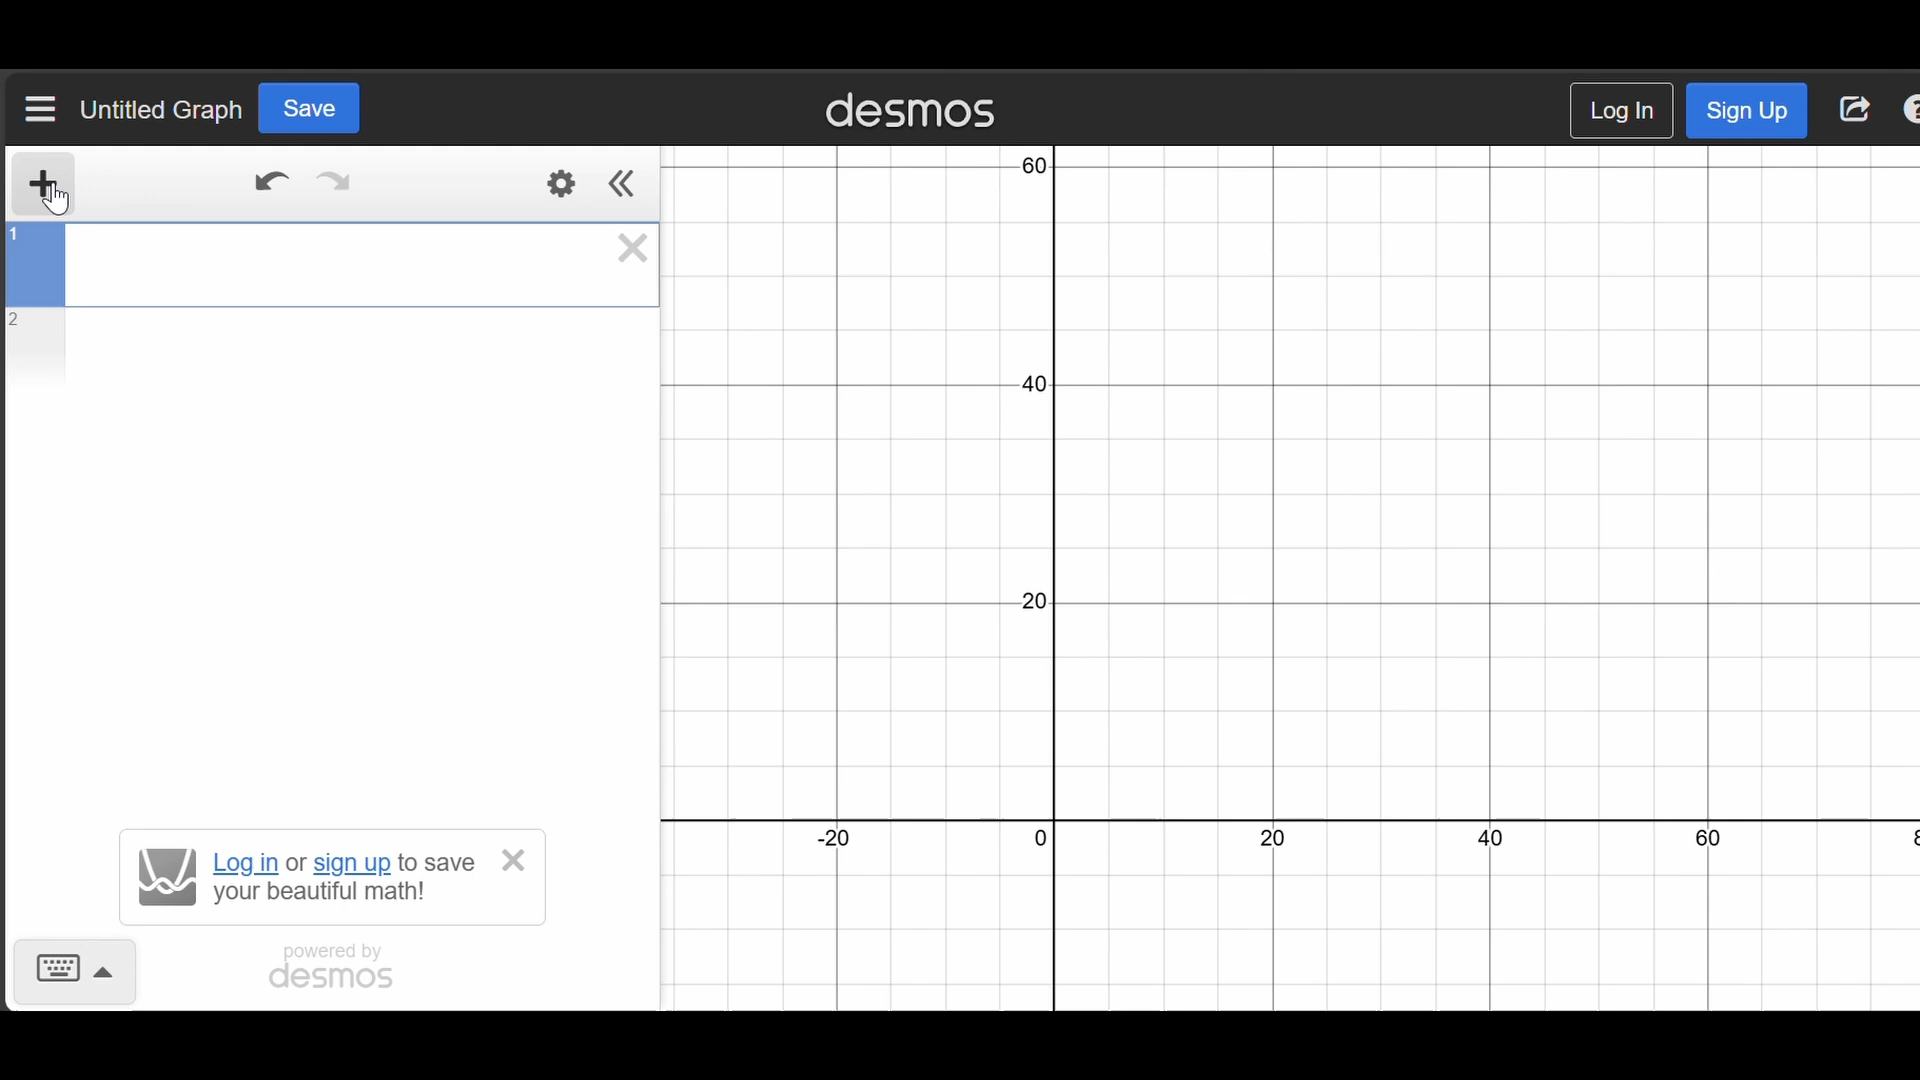 Untitled Graph
Save
desmos
Log In
Sign Up
?
1
2
60
40
20
-20
0
20
40
60
Log in or sign up to save
your beautiful math!
powered by
desmos